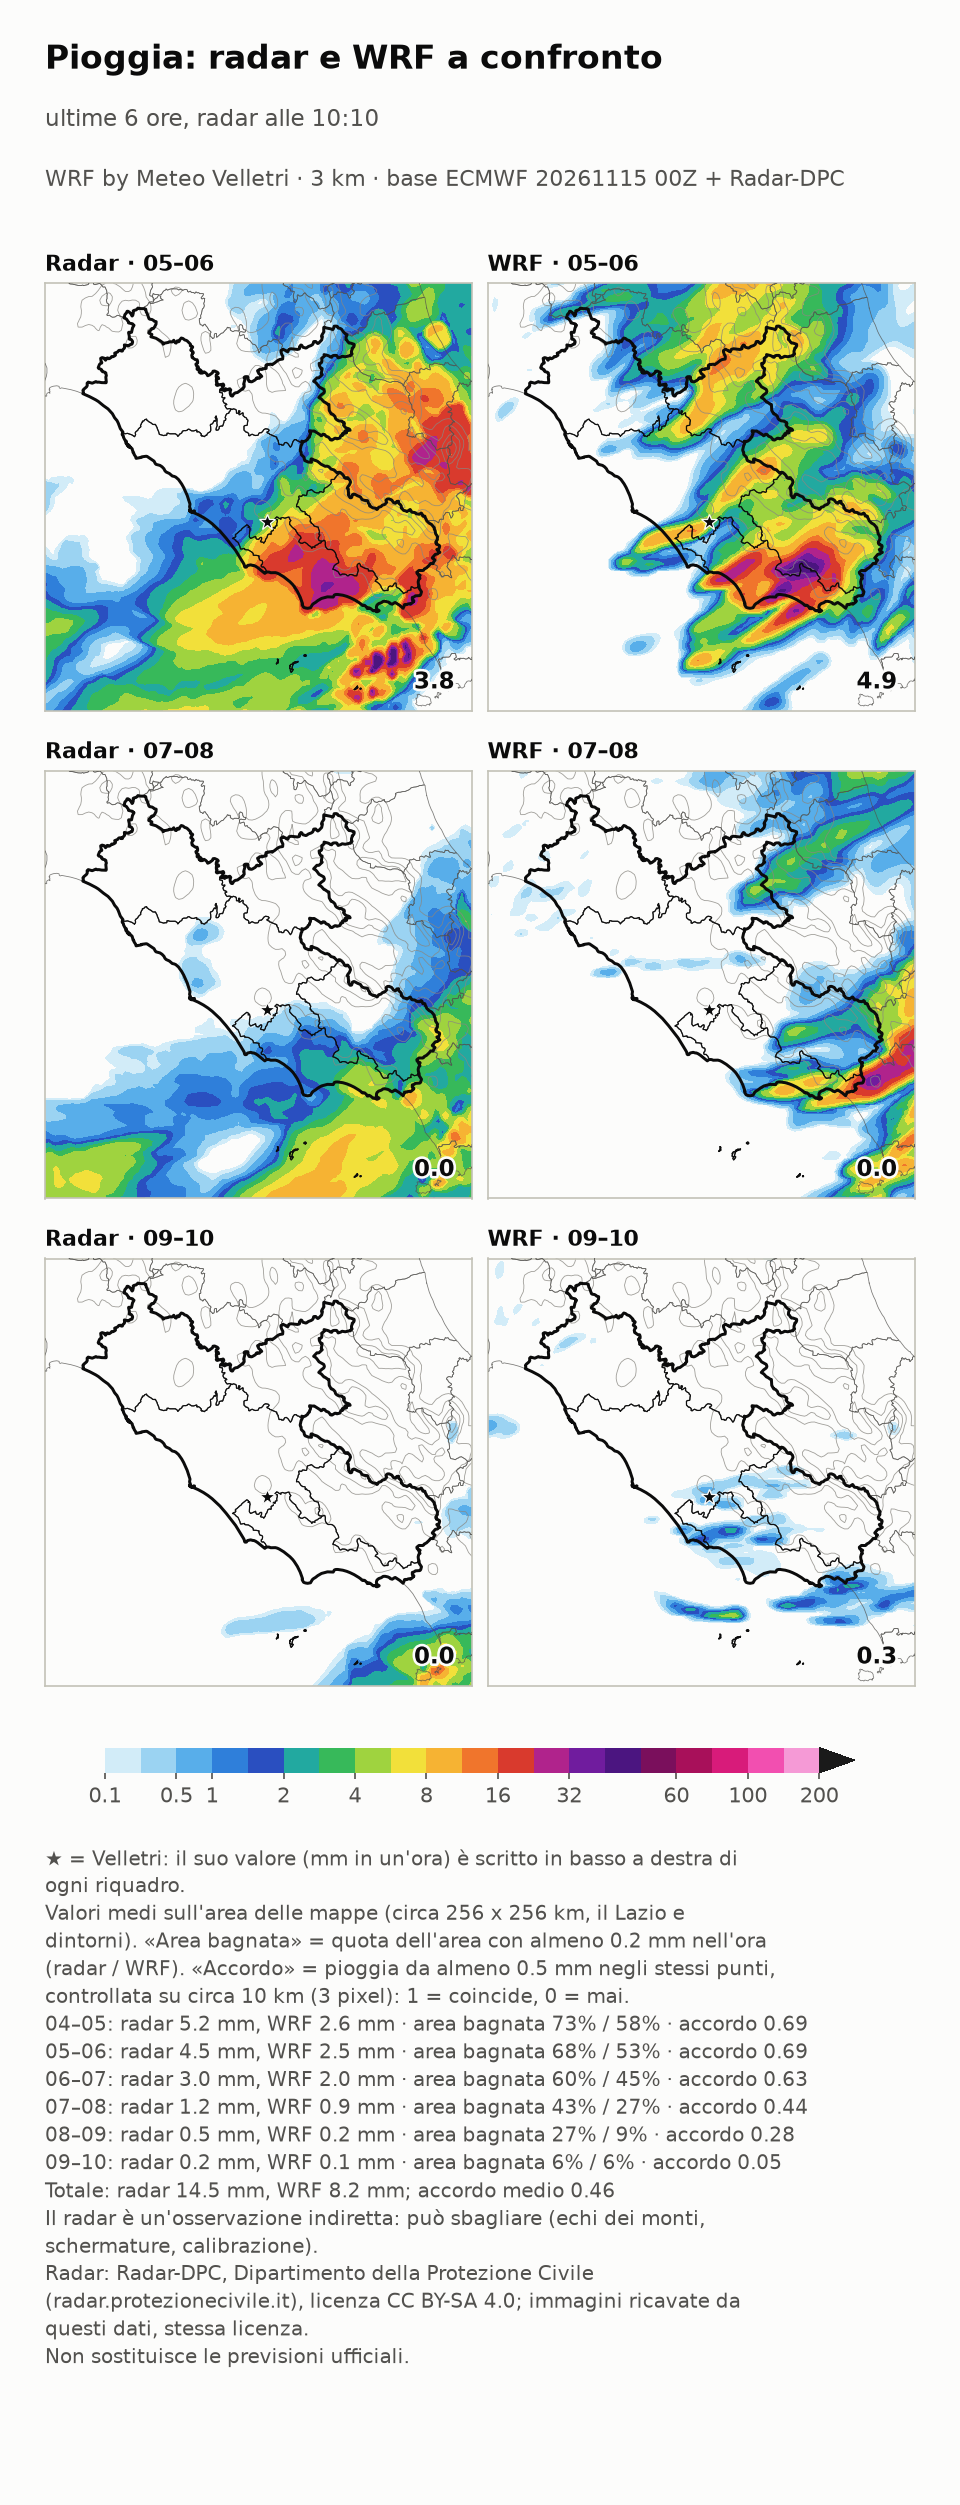 Pioggia: radar e WRF a confronto
ultime 6 ore, radar alle 10:10
WRF by Meteo Velletri · 3 km · base ECMWF 20261115 00Z + Radar-DPC
Radar · 05–06
WRF · 05–06
3.8
4.9
Radar · 07–08
WRF · 07–08
0.0
0.0
Radar · 09–10
WRF · 09–10
0.0
0.3
0.1 0.5 1 2 4 8 16 32 60 100 200
★ = Velletri: il suo valore (mm in un'ora) è scritto in basso a destra di
ogni riquadro.
Valori medi sull'area delle mappe (circa 256 x 256 km, il Lazio e
dintorni). «Area bagnata» = quota dell'area con almeno 0.2 mm nell'ora
(radar / WRF). «Accordo» = pioggia da almeno 0.5 mm negli stessi punti,
controllata su circa 10 km (3 pixel): 1 = coincide, 0 = mai.
04–05: radar 5.2 mm, WRF 2.6 mm · area bagnata 73% / 58% · accordo 0.69
05–06: radar 4.5 mm, WRF 2.5 mm · area bagnata 68% / 53% · accordo 0.69
06–07: radar 3.0 mm, WRF 2.0 mm · area bagnata 60% / 45% · accordo 0.63
07–08: radar 1.2 mm, WRF 0.9 mm · area bagnata 43% / 27% · accordo 0.44
08–09: radar 0.5 mm, WRF 0.2 mm · area bagnata 27% / 9% · accordo 0.28
09–10: radar 0.2 mm, WRF 0.1 mm · area bagnata 6% / 6% · accordo 0.05
Totale: radar 14.5 mm, WRF 8.2 mm; accordo medio 0.46
Il radar è un'osservazione indiretta: può sbagliare (echi dei monti,
schermature, calibrazione).
Radar: Radar-DPC, Dipartimento della Protezione Civile
(radar.protezionecivile.it), licenza CC BY-SA 4.0; immagini ricavate da
questi dati, stessa licenza.
Non sostituisce le previsioni ufficiali.